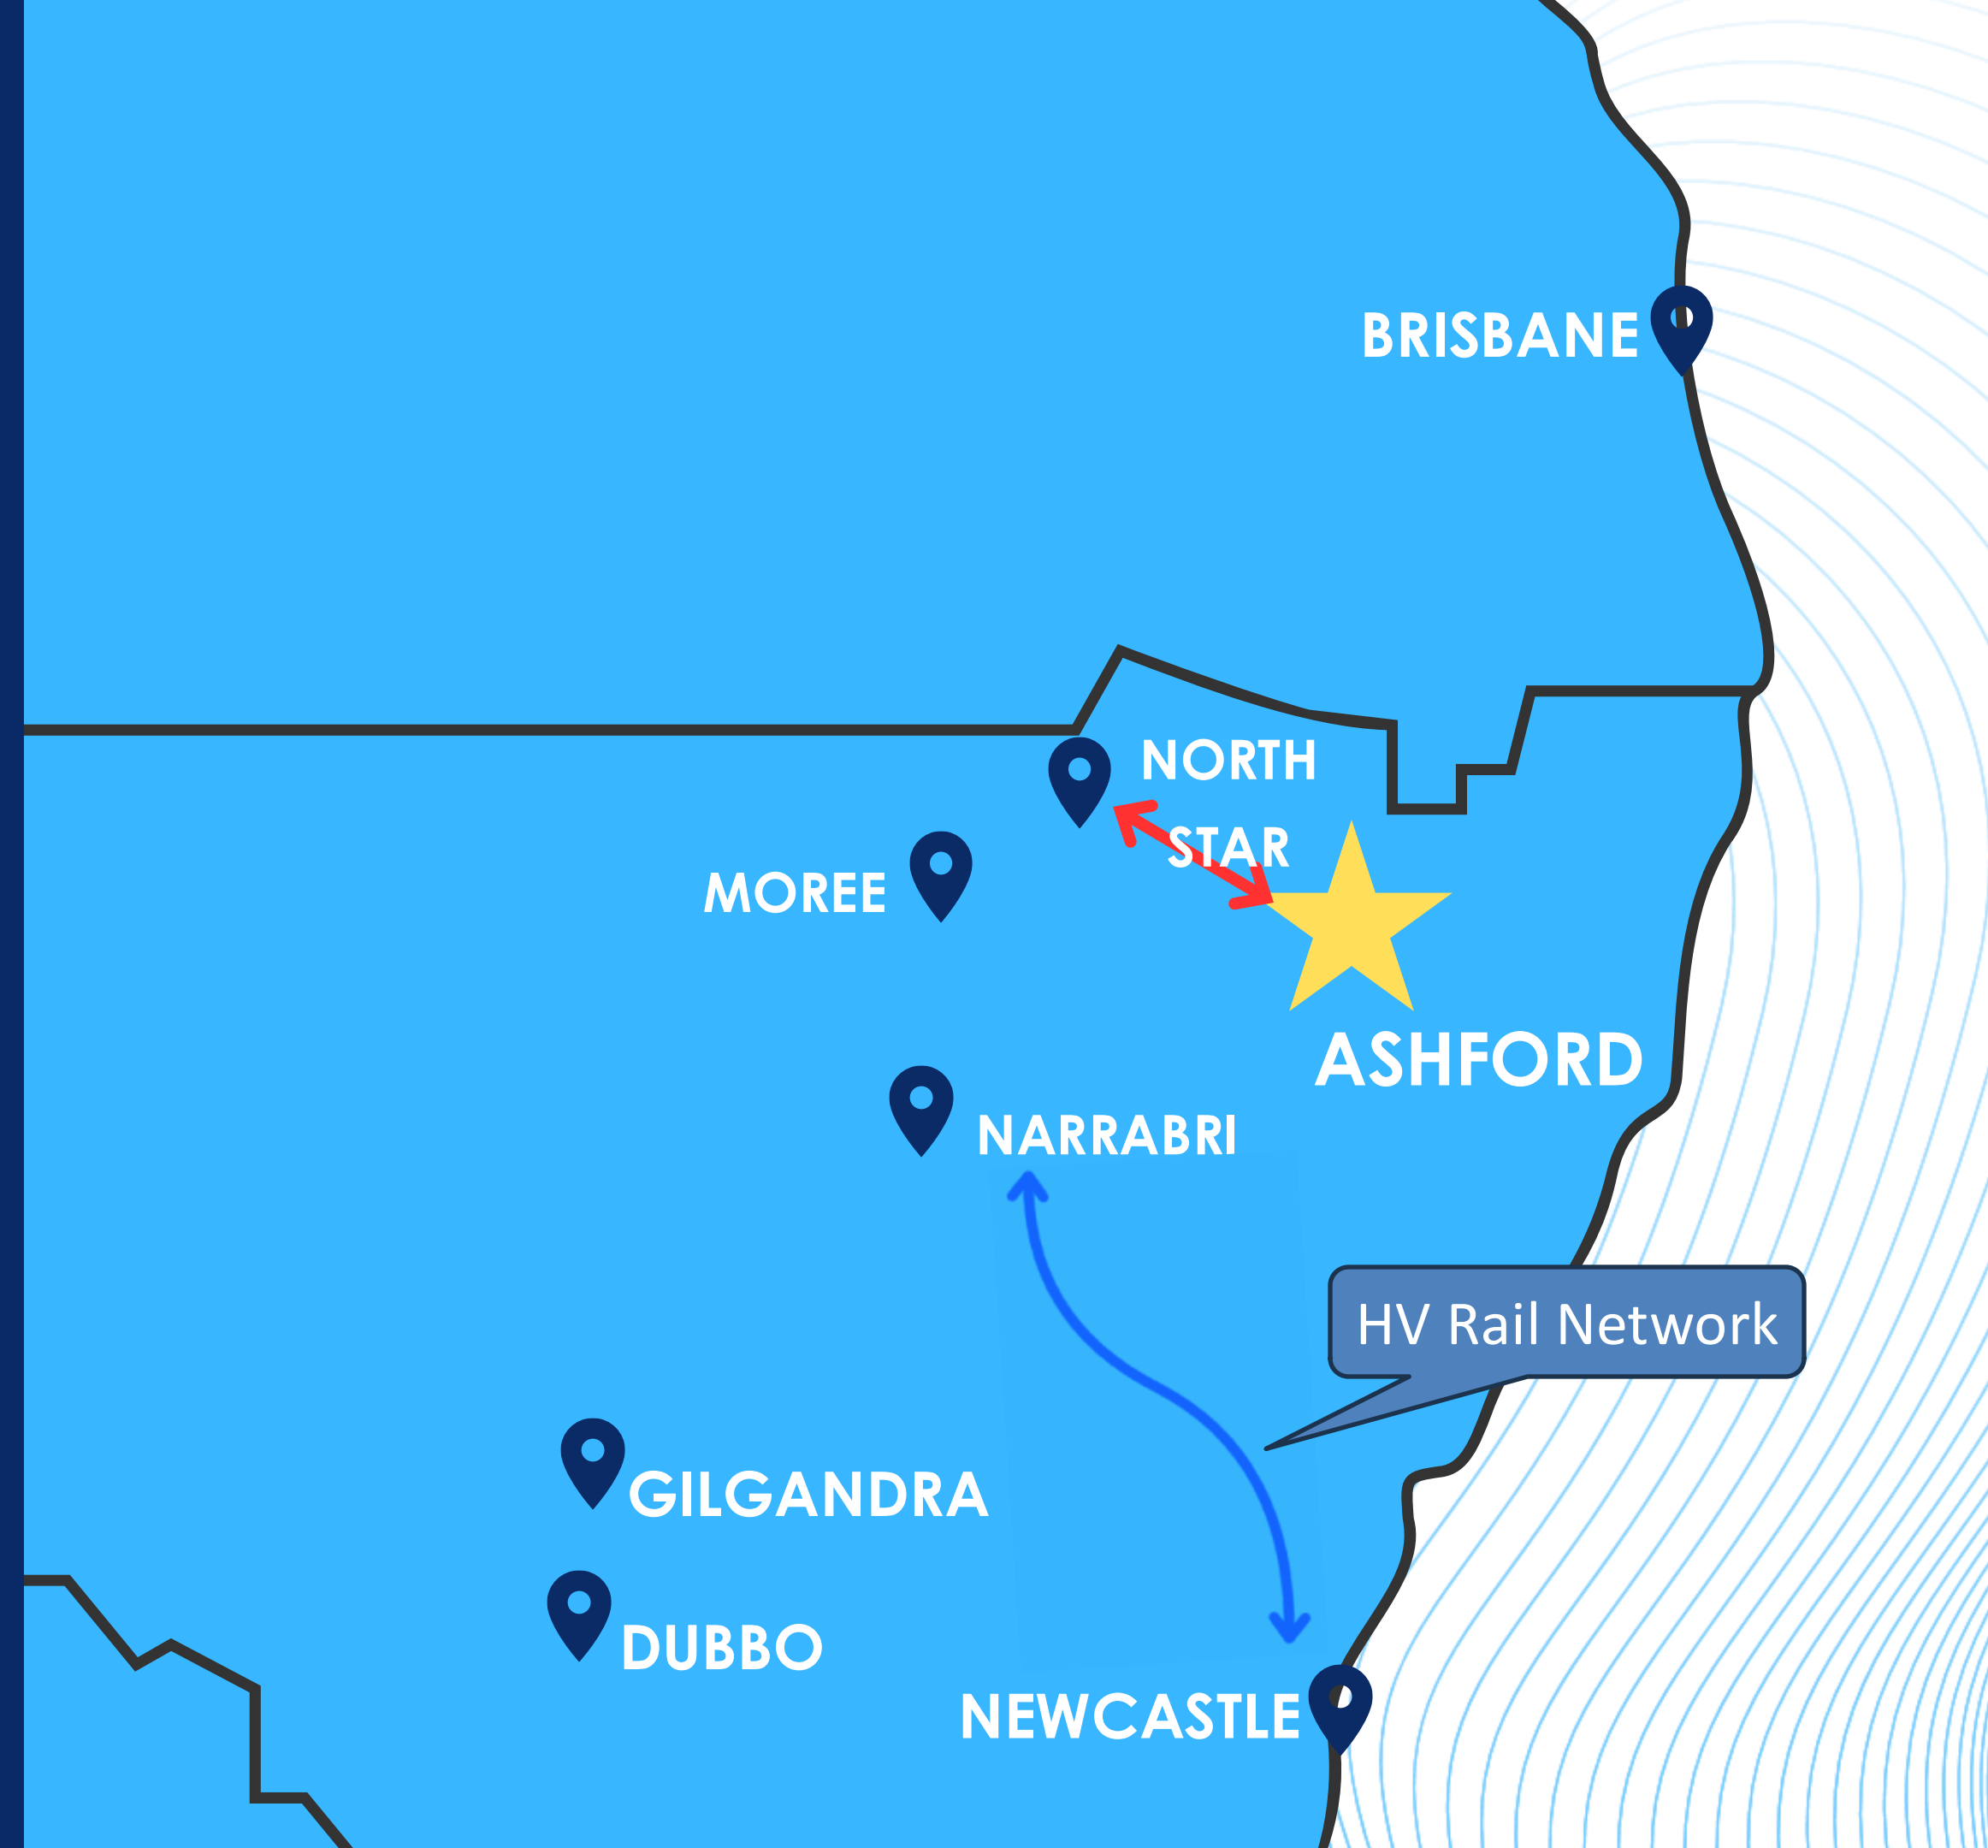 BRISBANE
NORTH
STAR
MOREE
ASHFORD
NARRABRI
HV Rail Network
GILGANDRA
DUBBO
NEWCASTLE